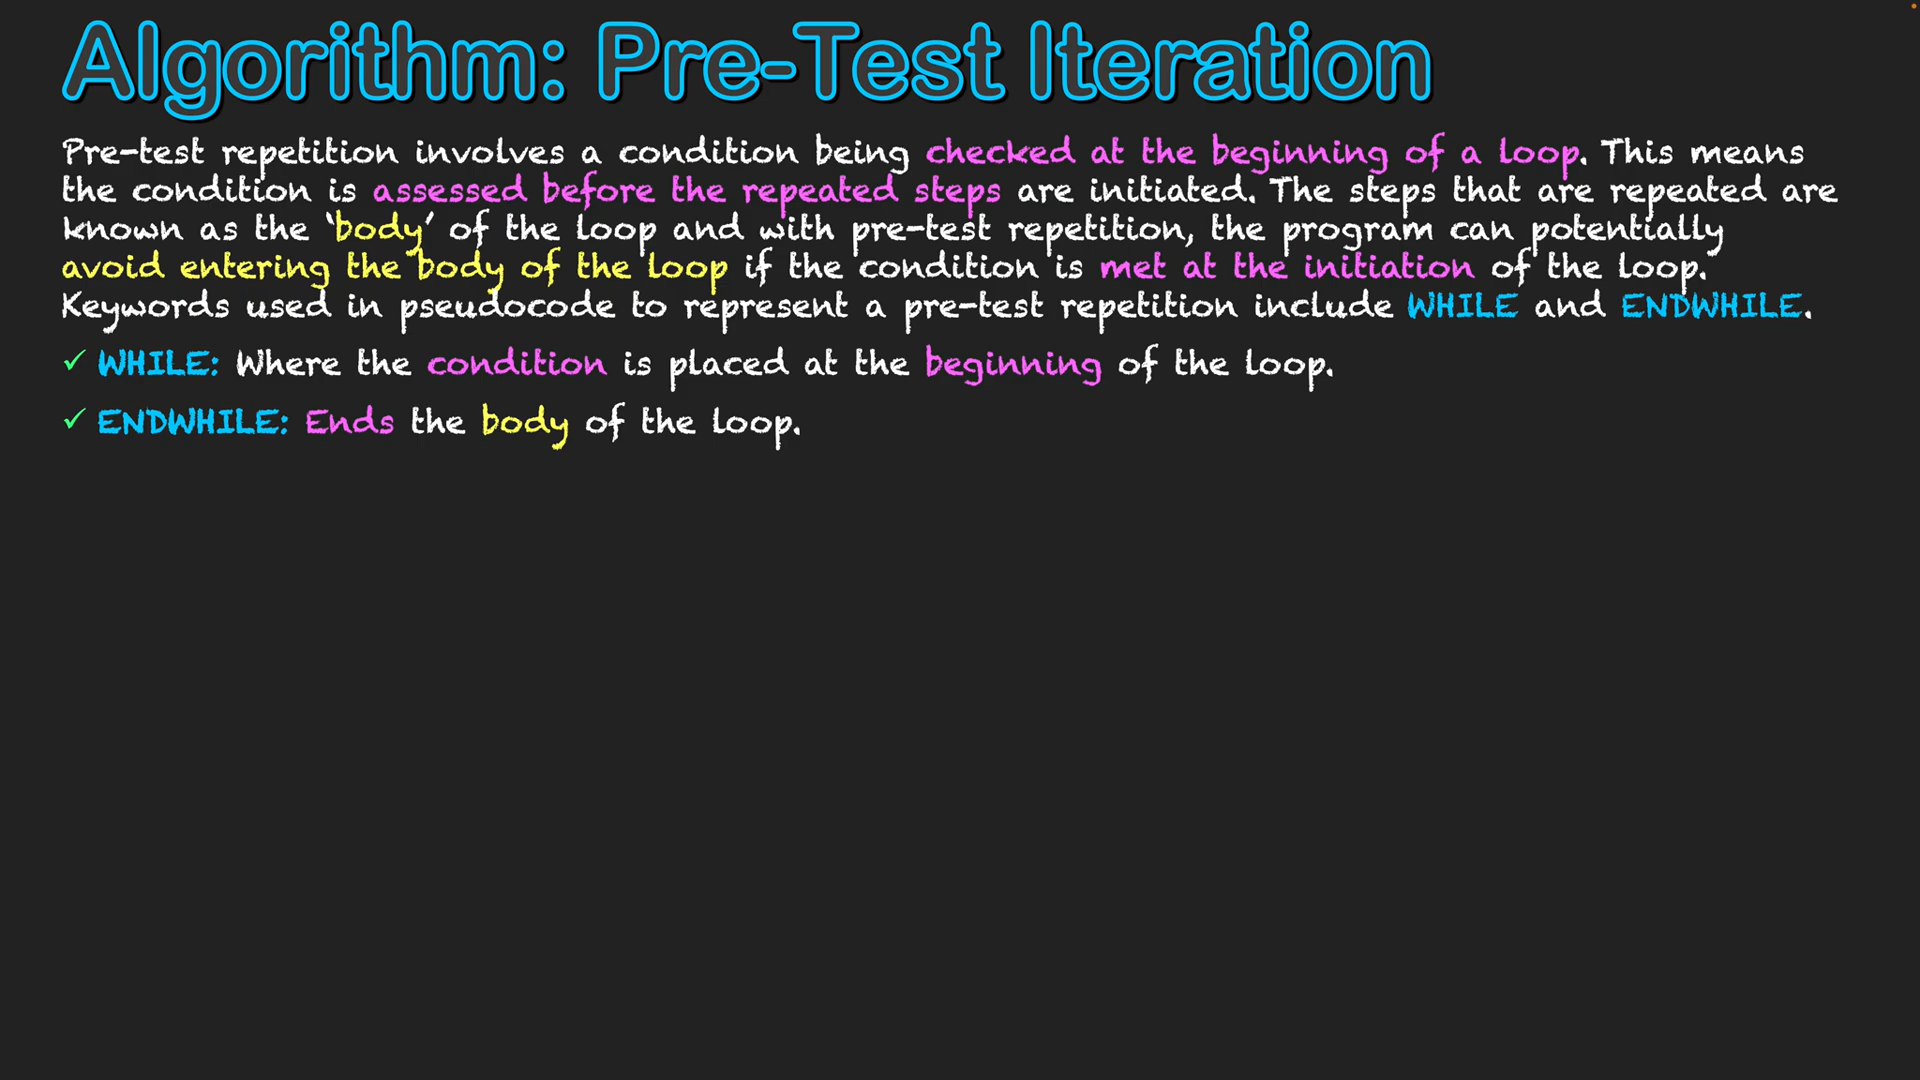 Algorithm: Pre-Test Iteration
Pre-test repetition involves a condition being checked at the beginning of a loop. This means
the condition is assessed before the repeated steps are initiated. The steps that are repeated are
known as the ‘body’ of the loop and with pre-test repetition, the program can potentially
avoid entering the body of the loop if the condition is met at the initiation of the loop.
Keywords used in pseudocode to represent a pre-test repetition include WHILE and ENDWHILE.
✓ WHILE: Where the condition is placed at the beginning of the loop.
✓ ENDWHILE: Ends the body of the loop.